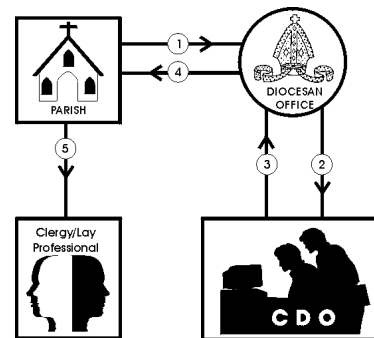 1
4
PARISH
DIOCESAN
OFFICE
5
3
2
Clergy/Lay
Professional
CDO